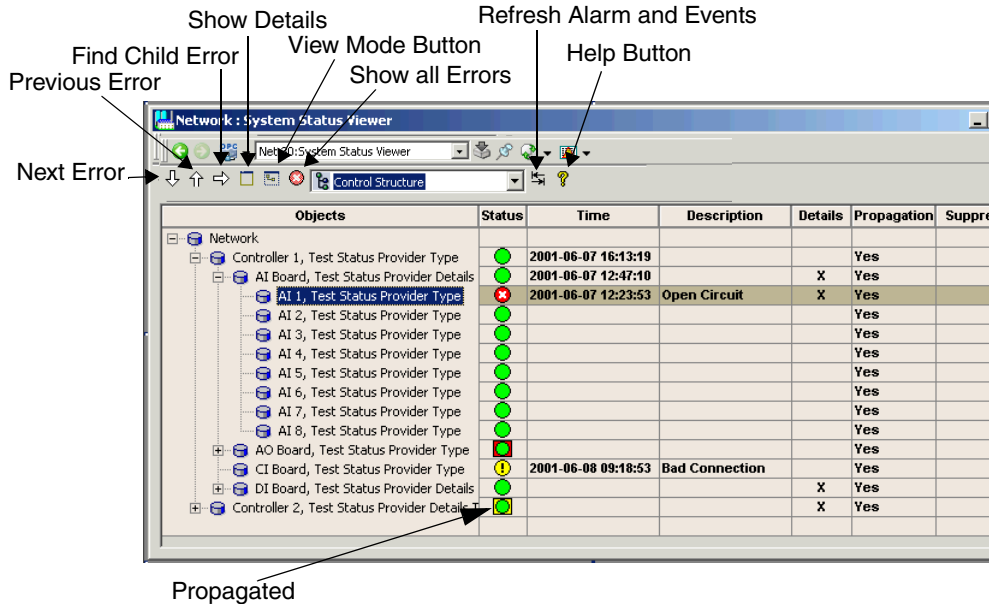 Show Details
Refresh Alarm and Events
Find Child Error
View Mode Button
Help Button
Previous Error
Show all Errors
Network : System Status Viewer
OPC
System Status Viewer
Next Error
Control Structure
Objects Status Time Description Details Propagation Suppre
Network
Controller 1, Test Status Provider Type 2001-06-07 16:13:19 Yes
AI Board, Test Status Provider Details 2001-06-07 12:47:10 X Yes
AI 1, Test Status Provider Type 2001-06-07 12:23:53 Open Circuit X Yes
AI 2, Test Status Provider Type Yes
AI 3, Test Status Provider Type Yes
AI 4, Test Status Provider Type Yes
AI 5, Test Status Provider Type Yes
AI 6, Test Status Provider Type Yes
AI 7, Test Status Provider Type Yes
AI 8, Test Status Provider Type Yes
AO Board, Test Status Provider Type Yes
CI Board, Test Status Provider Type 2001-06-08 09:18:53 Bad Connection Yes
DI Board, Test Status Provider Details X Yes
Controller 2, Test Status Provider Details T X Yes
Propagated